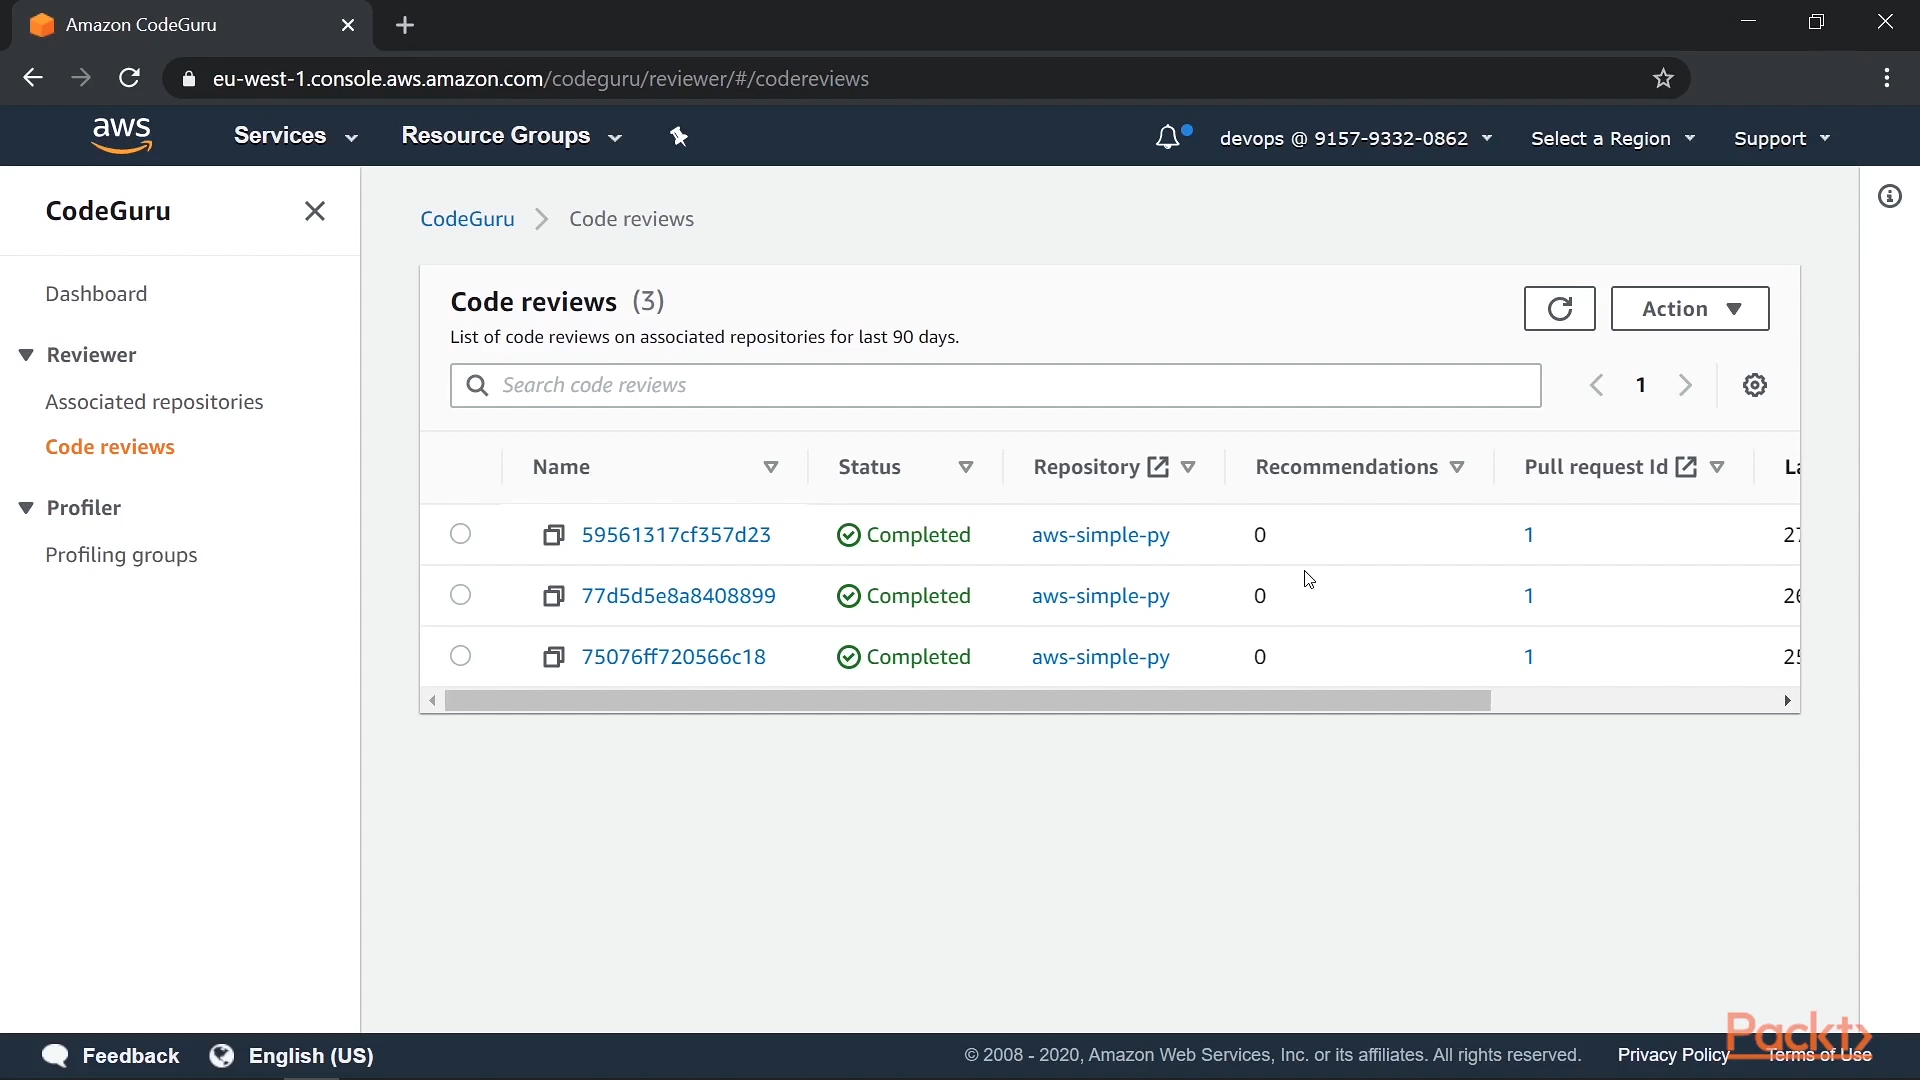 Amazon CodeGuru
eu-west-1.console.aws.amazon.com/codeguru/reviewer/#/codereviews
aws Services Resource Groups devops @ 9157-9332-0862 Select a Region Support
CodeGuru
Dashboard
Reviewer
Associated repositories
Code reviews
Profiler
Profiling groups
CodeGuru Code reviews
Code reviews (3)
Action
List of code reviews on associated repositories for last 90 days.
Search code reviews
1
Name Status Repository Recommendations Pull request Id
59561317cf357d23 Completed aws-simple-py 0 1 27
77d5d5e8a8408899 Completed aws-simple-py 0 1 26
75076ff720566c18 Completed aws-simple-py 0 1 25
Packt>
Feedback English (US) © 2008 - 2020, Amazon Web Services, Inc. or its affiliates. All rights reserved. Privacy Policy Terms of Use